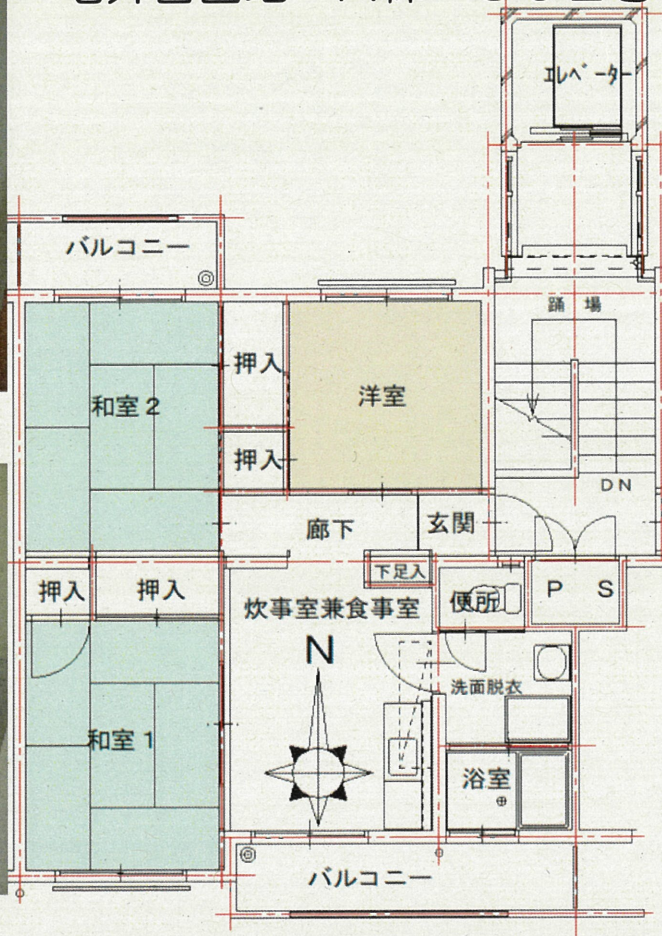 エレベーター
バルコニー
踊 場
押入
和室2
洋室
押入
DN
廊下
玄関
下足入
押入
押入
炊事室兼食事室
便所
P S
N
洗面脱衣
和室1
浴室
バルコニー